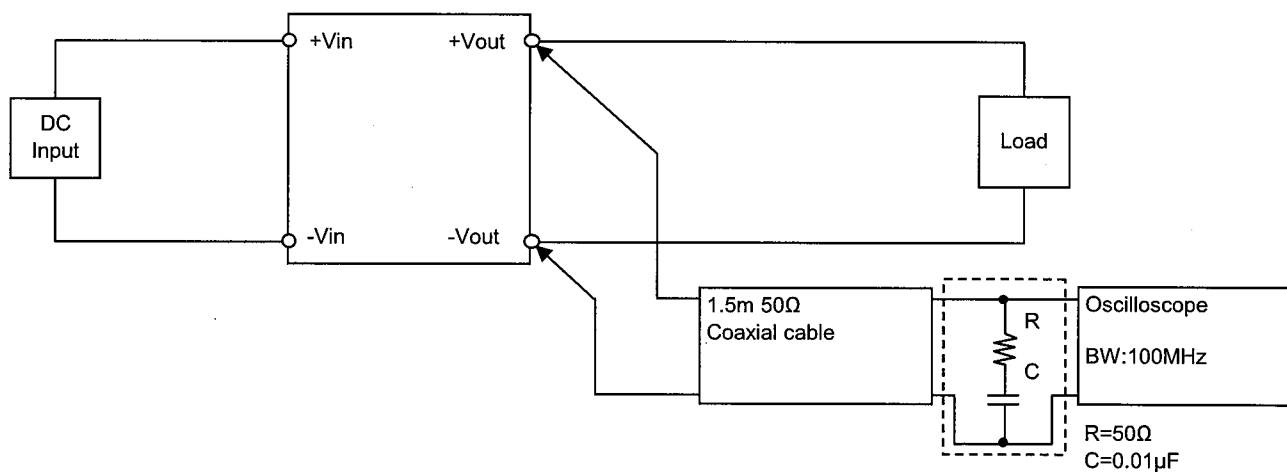 +Vin
+Vout
DC
Input
Load
-Vin
-Vout
1.5m 50Ω
Coaxial cable
R
C
Oscilloscope
BW:100MHz
R=50Ω
C=0.01µF